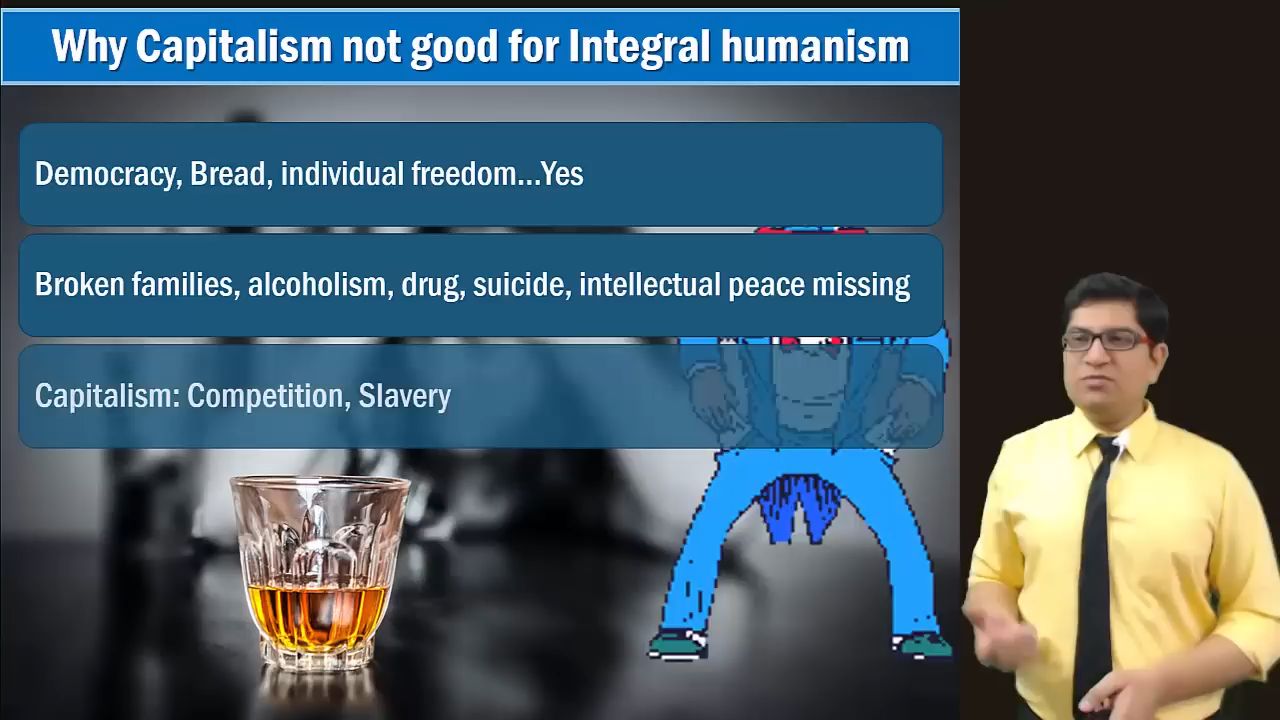 Why Capitalism not good for Integral humanism
Democracy, Bread, individual freedom...Yes
Broken families, alcoholism, drug, suicide, intellectual peace missing
Capitalism: Competition, Slavery